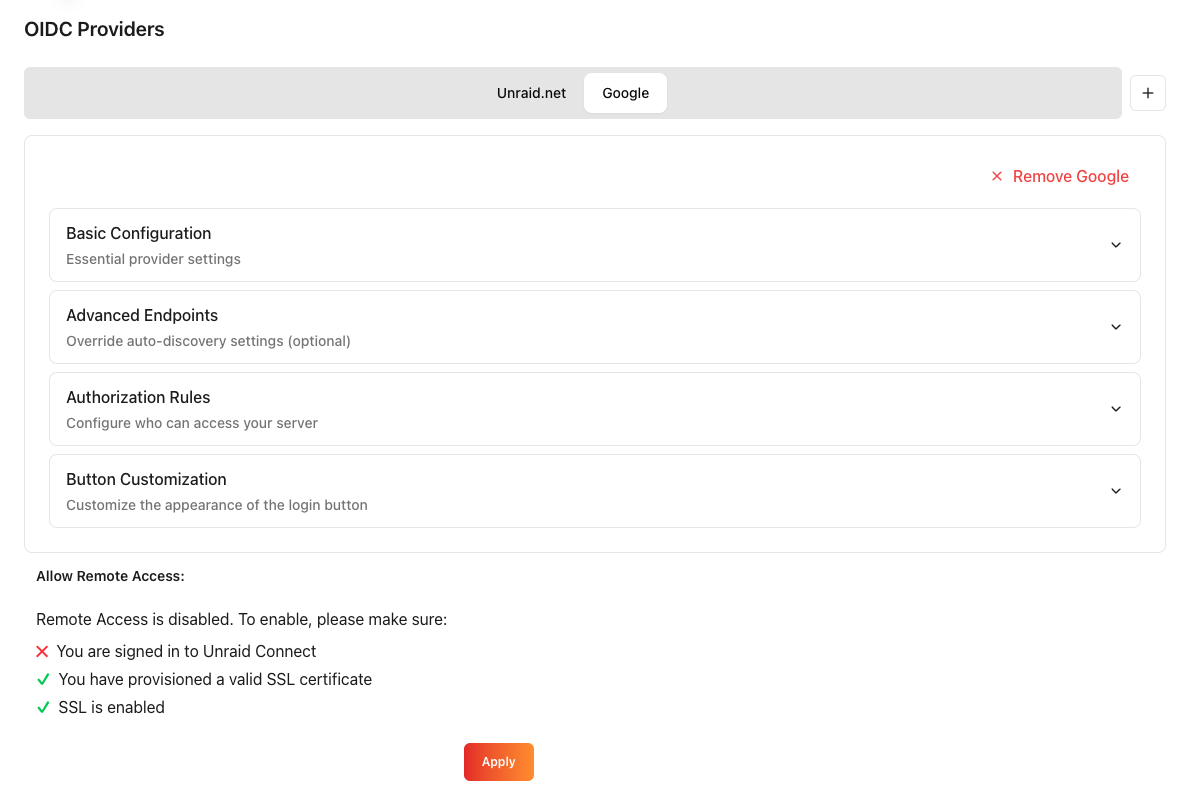 OIDC Providers
Unraid.net Google +
Remove Google
Basic Configuration
Essential provider settings
Advanced Endpoints
Override auto-discovery settings (optional)
Authorization Rules
Configure who can access your server
Button Customization
Customize the appearance of the login button
Allow Remote Access:
Remote Access is disabled. To enable, please make sure:
You are signed in to Unraid Connect
You have provisioned a valid SSL certificate
SSL is enabled
Apply